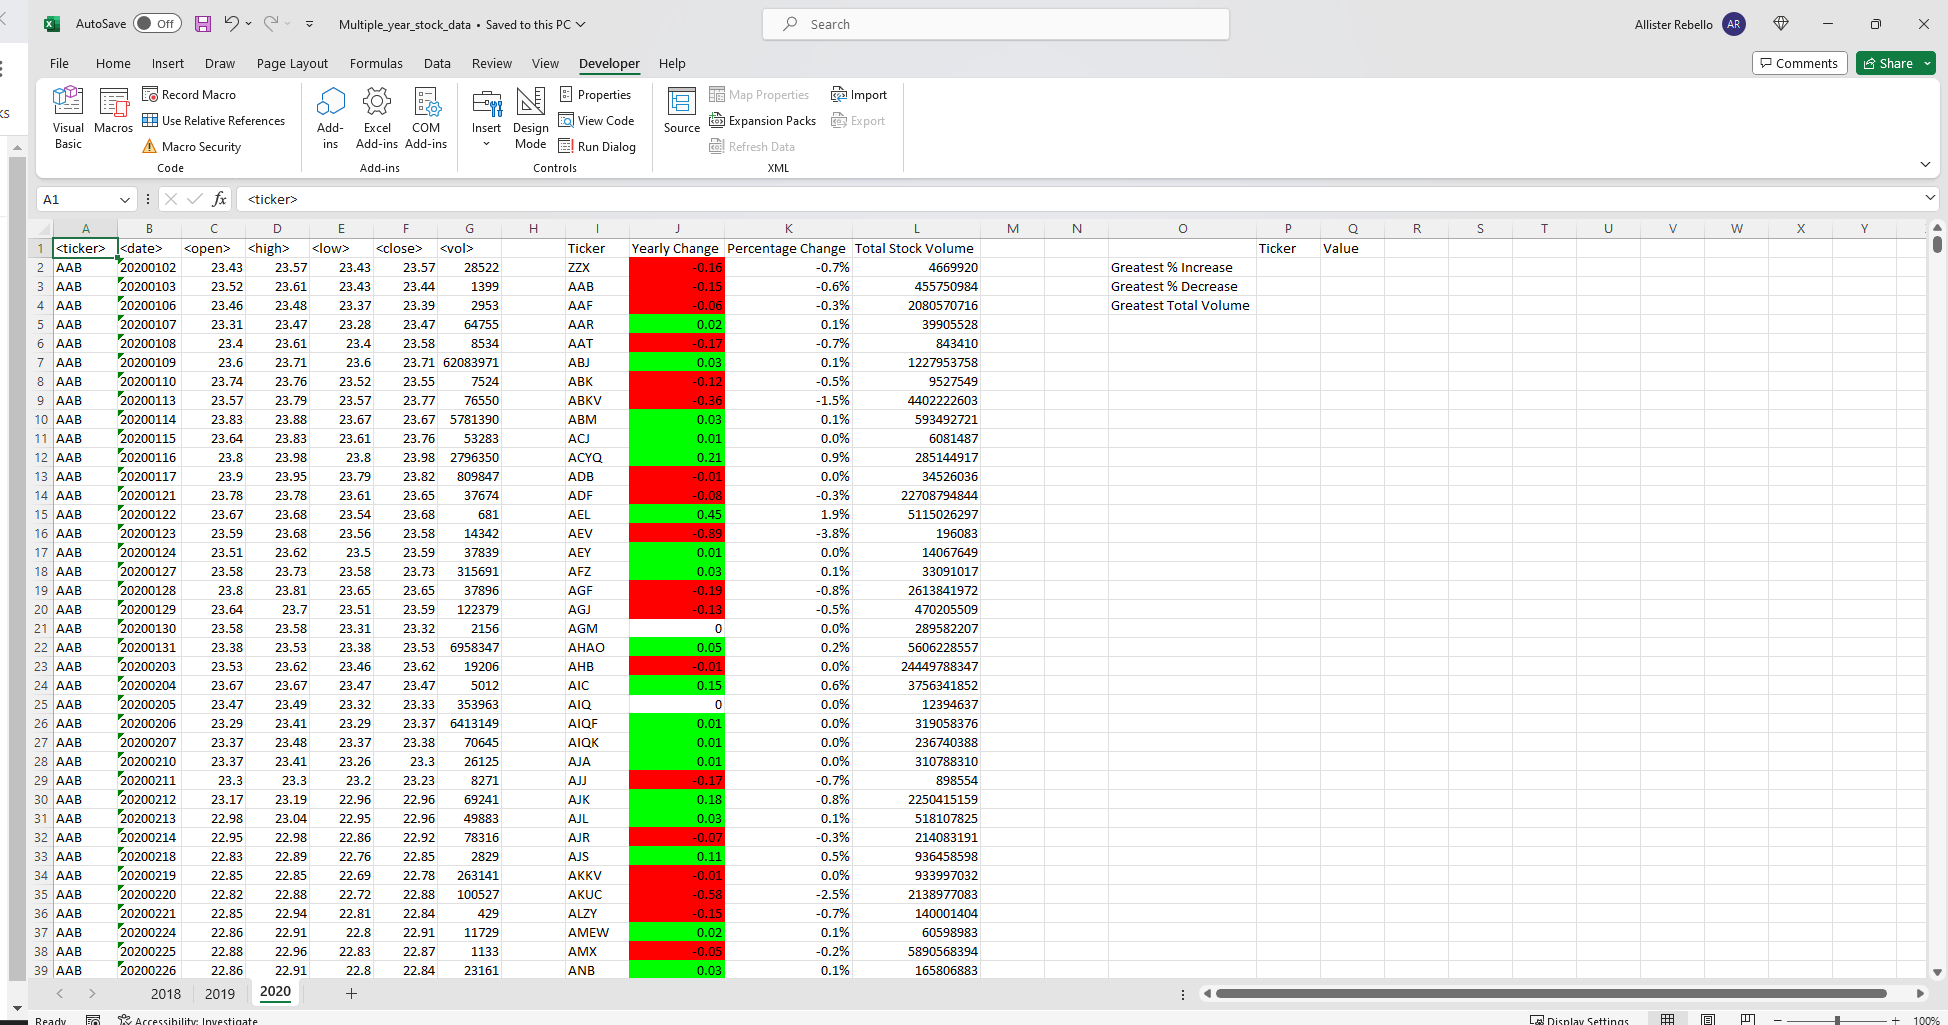 AutoSave Off Multiple_year_stock_data • Saved to this PC Search Allister Rebello AR
File Home Insert Draw Page Layout Formulas Data Review View Developer Help Comments Share
Visual Basic
Macros
Record Macro
Use Relative References
Macro Security
Code
Add-ins
Excel Add-ins
COM Add-ins
Add-ins
Insert
Design Mode
Properties
View Code
Run Dialog
Controls
Source
Map Properties
Expansion Packs
Refresh Data
Import
Export
XML
A1 fx <ticker>
A B C D E F G H I J K L M N O P Q R S T U V W X Y
1 <ticker> <date> <open> <high> <low> <close> <vol> Ticker Yearly Change Percentage Change Total Stock Volume Ticker Value
2 AAB 20200102 23.43 23.57 23.43 23.57 28522 ZZX -0.16 -0.7% 4669920 Greatest % Increase
3 AAB 20200103 23.52 23.61 23.43 23.44 1399 AAB -0.15 -0.6% 455750984 Greatest % Decrease
4 AAB 20200106 23.46 23.48 23.37 23.39 2953 AAF -0.06 -0.3% 2080570716 Greatest Total Volume
5 AAB 20200107 23.31 23.47 23.28 23.47 64755 AAR 0.02 0.1% 39905528
6 AAB 20200108 23.4 23.61 23.4 23.58 8534 AAT -0.17 -0.7% 843410
7 AAB 20200109 23.6 23.71 23.6 23.71 62083971 ABJ 0.03 0.1% 1227953758
8 AAB 20200110 23.74 23.76 23.52 23.55 7524 ABK -0.12 -0.5% 9527549
9 AAB 20200113 23.57 23.79 23.57 23.77 76550 ABKV -0.36 -1.5% 4402222603
10 AAB 20200114 23.83 23.88 23.67 23.67 5781390 ABM 0.03 0.1% 593492721
11 AAB 20200115 23.64 23.83 23.61 23.76 53283 ACJ 0.01 0.0% 6081487
12 AAB 20200116 23.8 23.98 23.8 23.98 2796350 ACYQ 0.21 0.9% 285144917
13 AAB 20200117 23.9 23.95 23.79 23.82 809847 ADB -0.01 0.0% 34526036
14 AAB 20200121 23.78 23.78 23.61 23.65 37674 ADF -0.08 -0.3% 22708794844
15 AAB 20200122 23.67 23.68 23.54 23.68 681 AEL 0.45 1.9% 5115026297
16 AAB 20200123 23.59 23.68 23.56 23.58 14342 AEV -0.89 -3.8% 196083
17 AAB 20200124 23.51 23.62 23.5 23.59 37839 AEY 0.01 0.0% 14067649
18 AAB 20200127 23.58 23.73 23.58 23.73 315691 AFZ 0.03 0.1% 33091017
19 AAB 20200128 23.8 23.81 23.65 23.65 37896 AGF -0.19 -0.8% 2613841972
20 AAB 20200129 23.64 23.7 23.51 23.59 122379 AGJ -0.13 -0.5% 470205509
21 AAB 20200130 23.58 23.58 23.31 23.32 2156 AGM 0 0.0% 289582207
22 AAB 20200131 23.38 23.53 23.38 23.53 6958347 AHAO 0.05 0.2% 5606228557
23 AAB 20200203 23.53 23.62 23.46 23.62 19206 AHB -0.01 0.0% 24449788347
24 AAB 20200204 23.67 23.67 23.47 23.47 5012 AIC 0.15 0.6% 3756341852
25 AAB 20200205 23.47 23.49 23.32 23.33 353963 AIQ 0 0.0% 12394637
26 AAB 20200206 23.29 23.41 23.29 23.37 6413149 AIQF 0.01 0.0% 319058376
27 AAB 20200207 23.37 23.48 23.37 23.38 70645 AIQK 0.01 0.0% 236740388
28 AAB 20200210 23.37 23.41 23.26 23.3 26125 AJA 0.01 0.0% 310788310
29 AAB 20200211 23.3 23.3 23.2 23.23 8271 AJJ -0.17 -0.7% 898554
30 AAB 20200212 23.17 23.19 22.96 22.96 69241 AJK 0.18 0.8% 2250415159
31 AAB 20200213 22.98 23.04 22.95 22.96 49883 AJL 0.03 0.1% 518107825
32 AAB 20200214 22.95 22.98 22.86 22.92 78316 AJR -0.07 -0.3% 214083191
33 AAB 20200218 22.83 22.89 22.76 22.85 2829 AJS 0.11 0.5% 936458598
34 AAB 20200219 22.85 22.85 22.69 22.78 263141 AKKV -0.01 0.0% 933997032
35 AAB 20200220 22.82 22.88 22.72 22.88 100527 AKUC -0.58 -2.5% 2138977083
36 AAB 20200221 22.85 22.94 22.81 22.84 429 ALZY -0.15 -0.7% 140001404
37 AAB 20200224 22.86 22.91 22.8 22.91 11729 AMEW 0.02 0.1% 60598983
38 AAB 20200225 22.88 22.96 22.83 22.87 1133 AMX -0.05 -0.2% 5890568394
39 AAB 20200226 22.86 22.91 22.8 22.84 23161 ANB 0.03 0.1% 165806883
2018 2019 2020
Ready Accessibility: Investigate Display Settings 100%